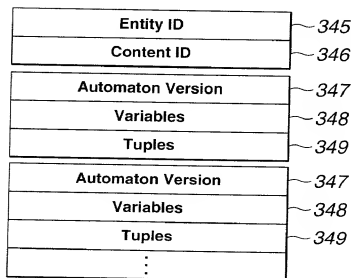 Entity ID 345
Content ID 346
Automaton Version 347
Variables 348
Tuples 349
Automaton Version 347
Variables 348
Tuples 349
⋮